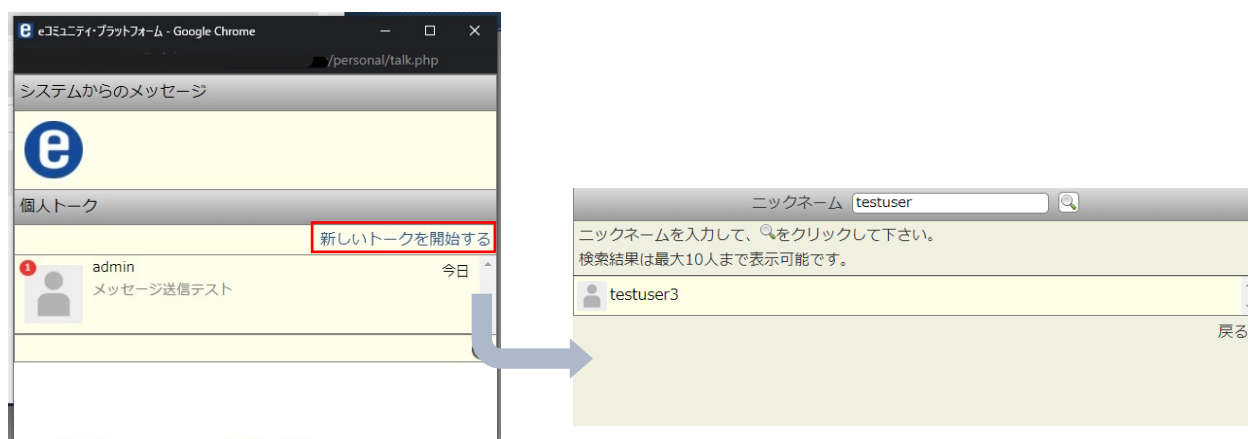 eコミュニティ・プラットフォーム - Google Chrome
/personal/talk.php
システムからのメッセージ
e
個人トーク
新しいトークを開始する
1
admin
今日
メッセージ送信テスト
ニックネーム testuser
ニックネームを入力して、をクリックして下さい。
検索結果は最大10人まで表示可能です。
testuser3
戻る